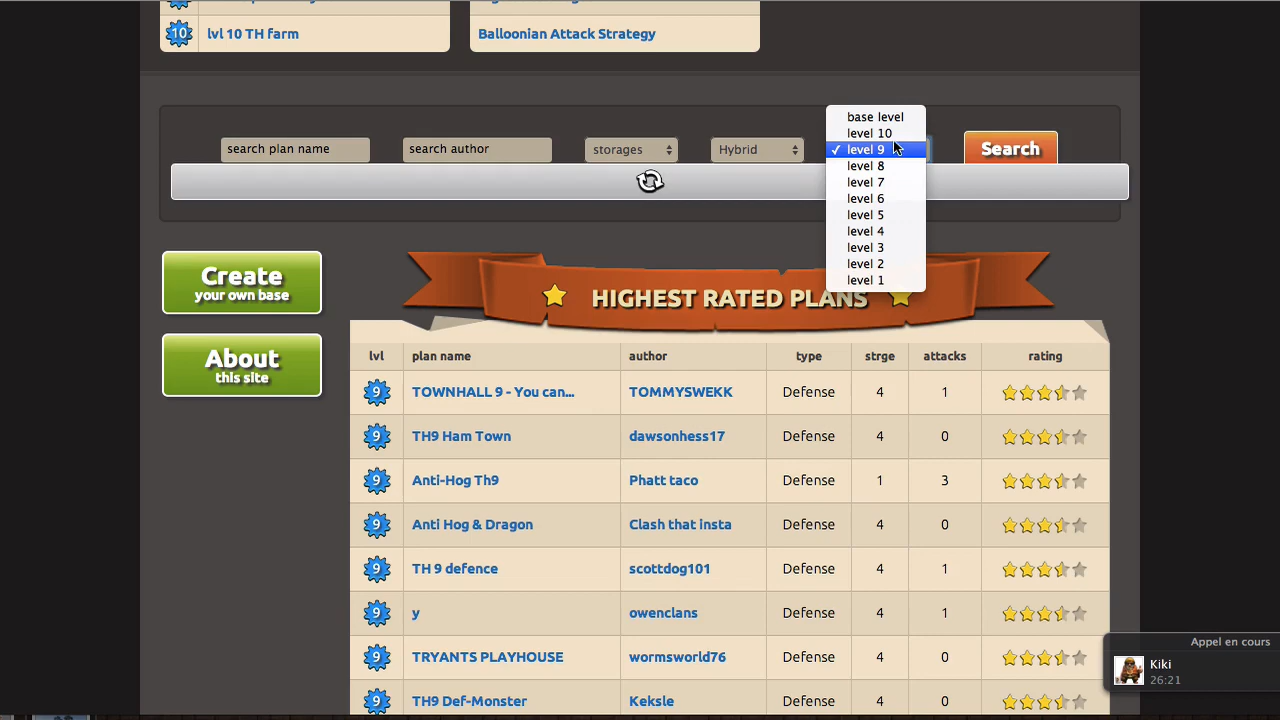 10 lvl 10 TH farm
Balloonian Attack Strategy
search plan name
search author
storages
Hybrid
base level
level 10
✓ level 9
level 8
level 7
level 6
level 5
level 4
level 3
level 2
level 1
Search
Create
your own base
About
this site
HIGHEST RATED PLANS
lvl plan name author type strge attacks rating
9 TOWNHALL 9 - You can... TOMMYSWEKK Defense 4 1
9 TH9 Ham Town dawsonhess17 Defense 4 0
9 Anti-Hog Th9 Phatt taco Defense 1 3
9 Anti Hog & Dragon Clash that insta Defense 4 0
9 TH 9 defence scottdog101 Defense 4 1
9 y owenclans Defense 4 1
9 TRYANTS PLAYHOUSE wormsworld76 Defense 4 0
9 TH9 Def-Monster Keksle Defense 4 0
Appel en cours
Kiki
26:21